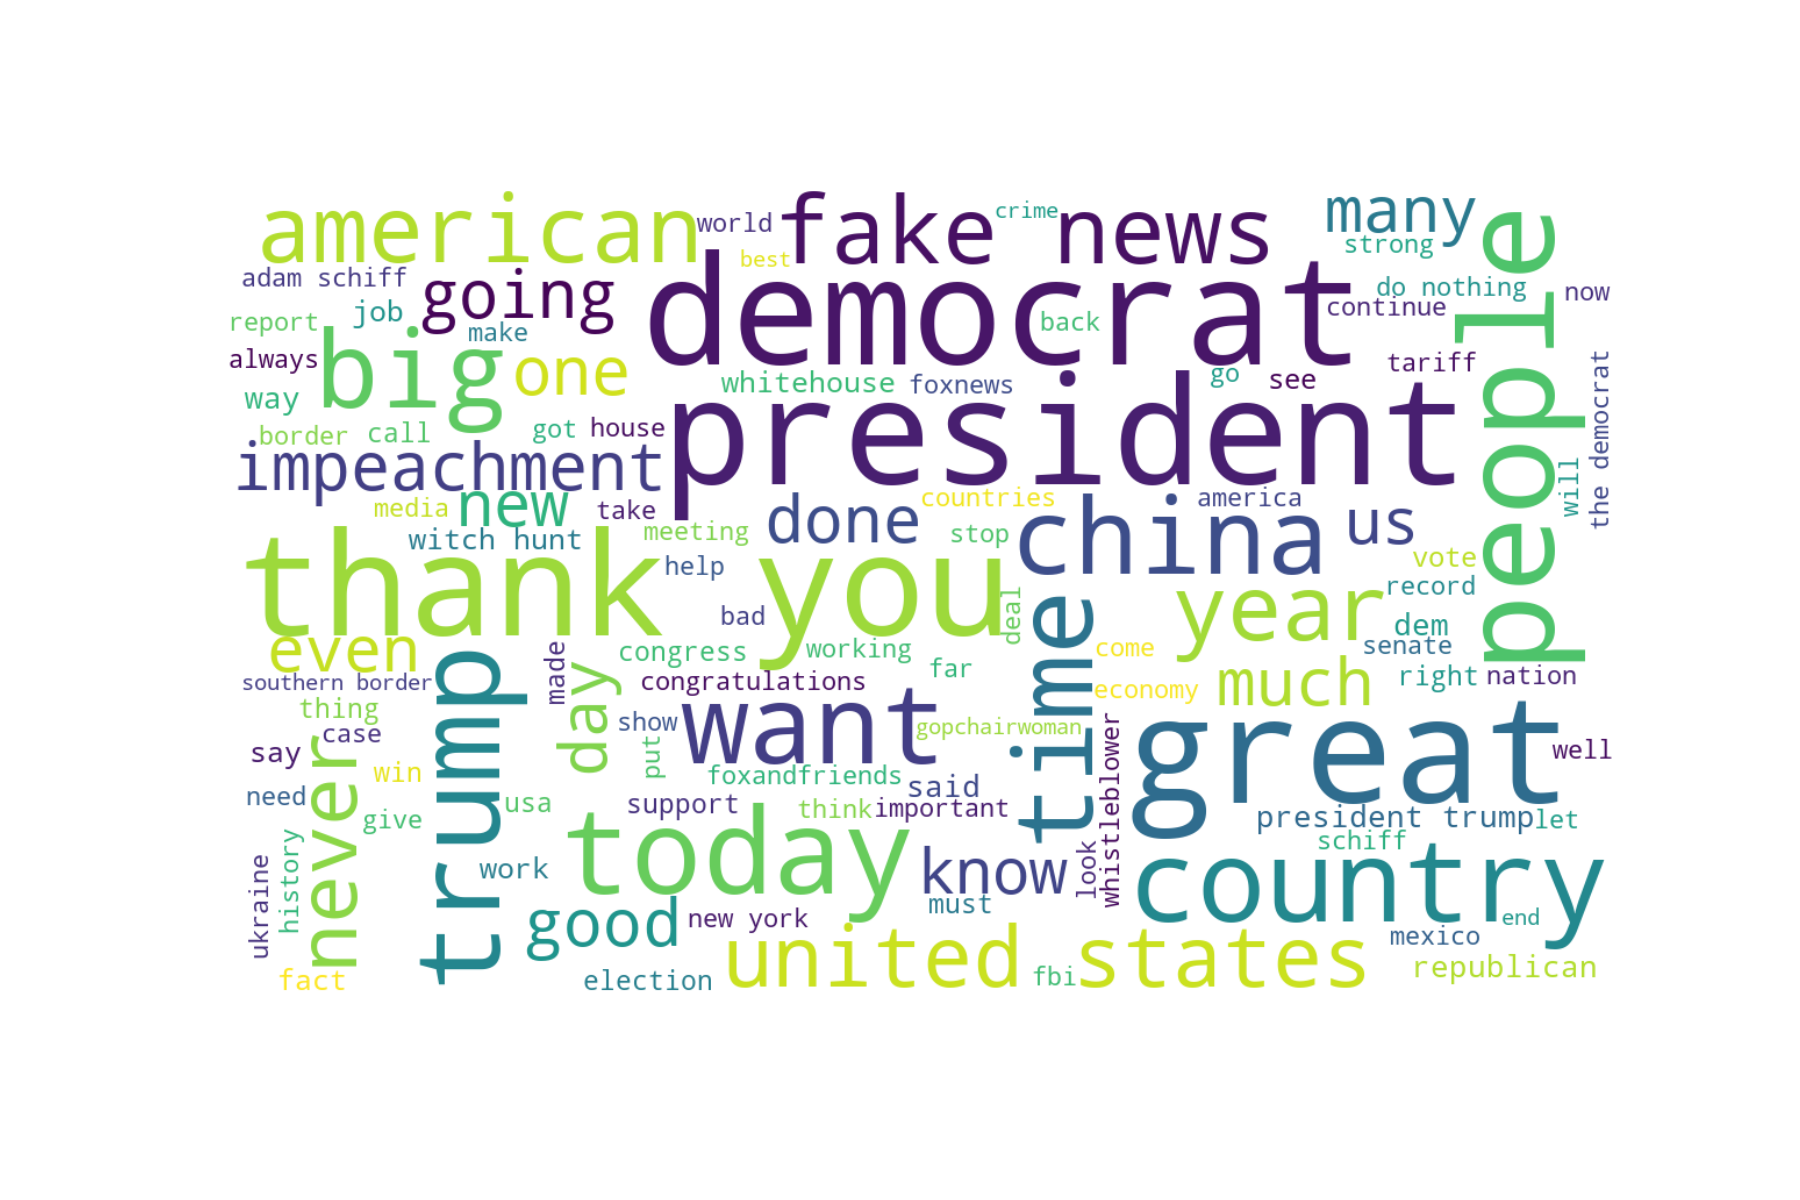 american
world
fake news
crime
many
strong
people
best
adam schiff
going
democrat
do nothing
now
job
continue
report
make
back
always
big
one
tariff
the democrat
way
whitehouse
foxnews
go
see
border
call
got
house
president
impeachment
will
media
new
take
countries
america
done
china
us
witch hunt
meeting
stop
thank you
help
vote
record
bad
deal
time
year
dem
even
congress
working
come
senate
southern border
trump
made
day
congratulations
far
economy
much
right
nation
thing
case
show
want
gopchairwoman
great
say
never
win
put
foxandfriends
said
whistleblower
well
need
usa
support
think
important
president trump
let
give
today
schiff
history
work
know
look
country
ukraine
good
new york
must
end
mexico
fact
election
united states
fbi
republican